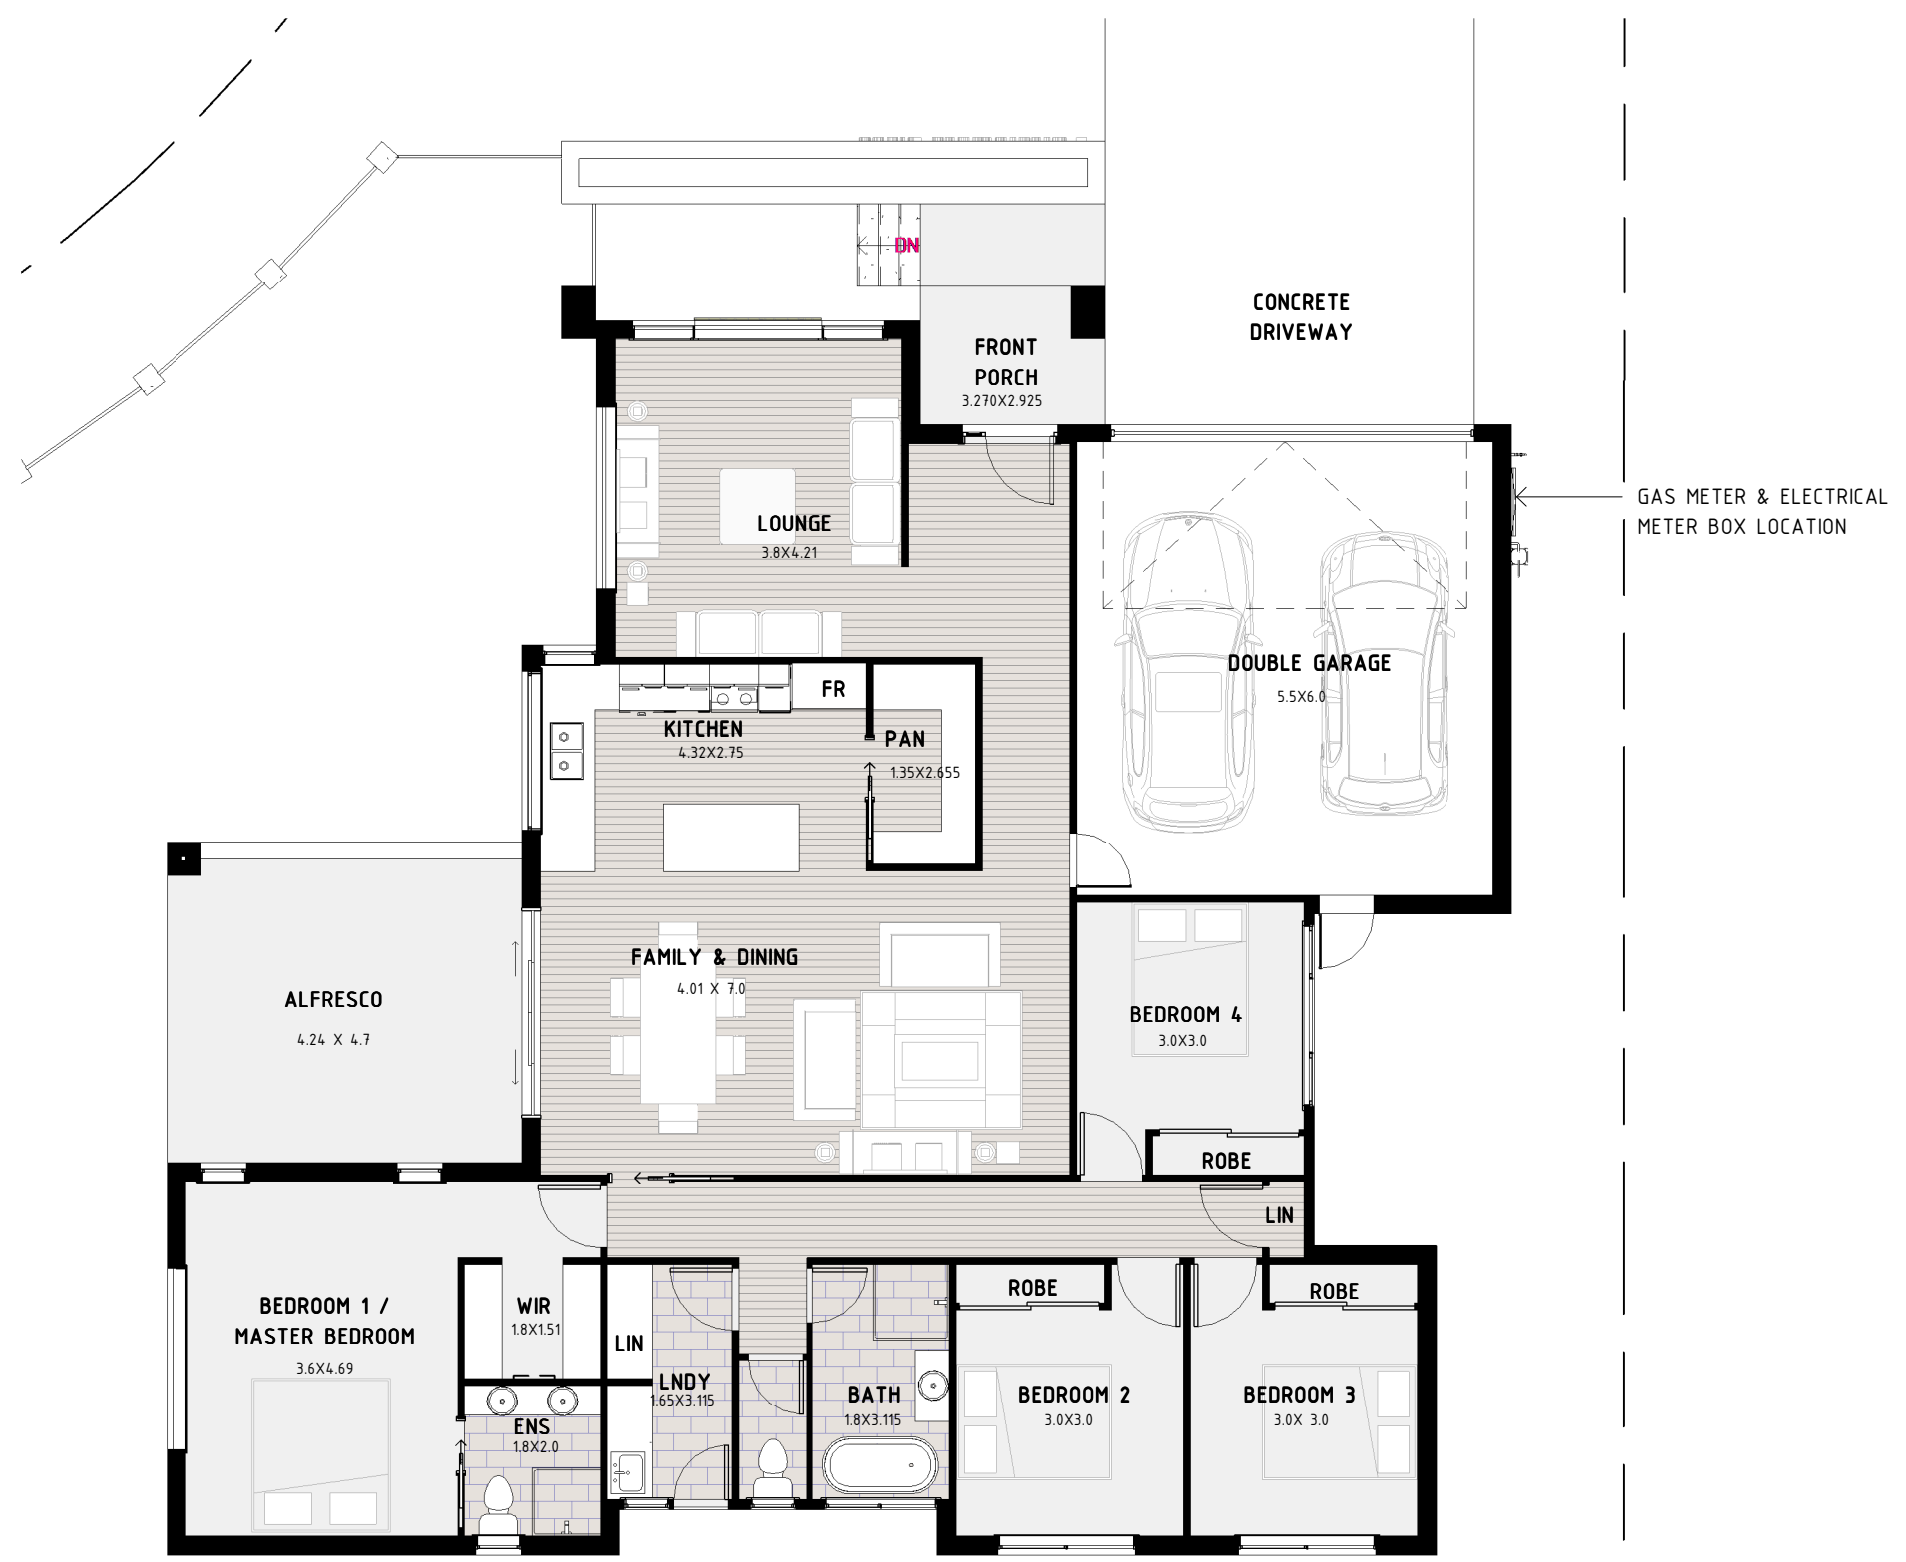 DN
CONCRETE
DRIVEWAY
FRONT
PORCH
3.270X2.925
GAS METER & ELECTRICAL
METER BOX LOCATION
LOUNGE
3.8X4.21
DOUBLE GARAGE
5.5X6.0
FR
KITCHEN
4.32X2.75
PAN
1.35X2.655
FAMILY & DINING
4.01 X 7.0
ALFRESCO
4.24 X 4.7
BEDROOM 4
3.0X3.0
ROBE
LIN
BEDROOM 1 /
MASTER BEDROOM
3.6X4.69
WIR
1.8X1.51
LIN
LNDY
1.65X3.115
ENS
1.8X2.0
BATH
1.8X3.115
ROBE
BEDROOM 2
3.0X3.0
ROBE
BEDROOM 3
3.0X 3.0